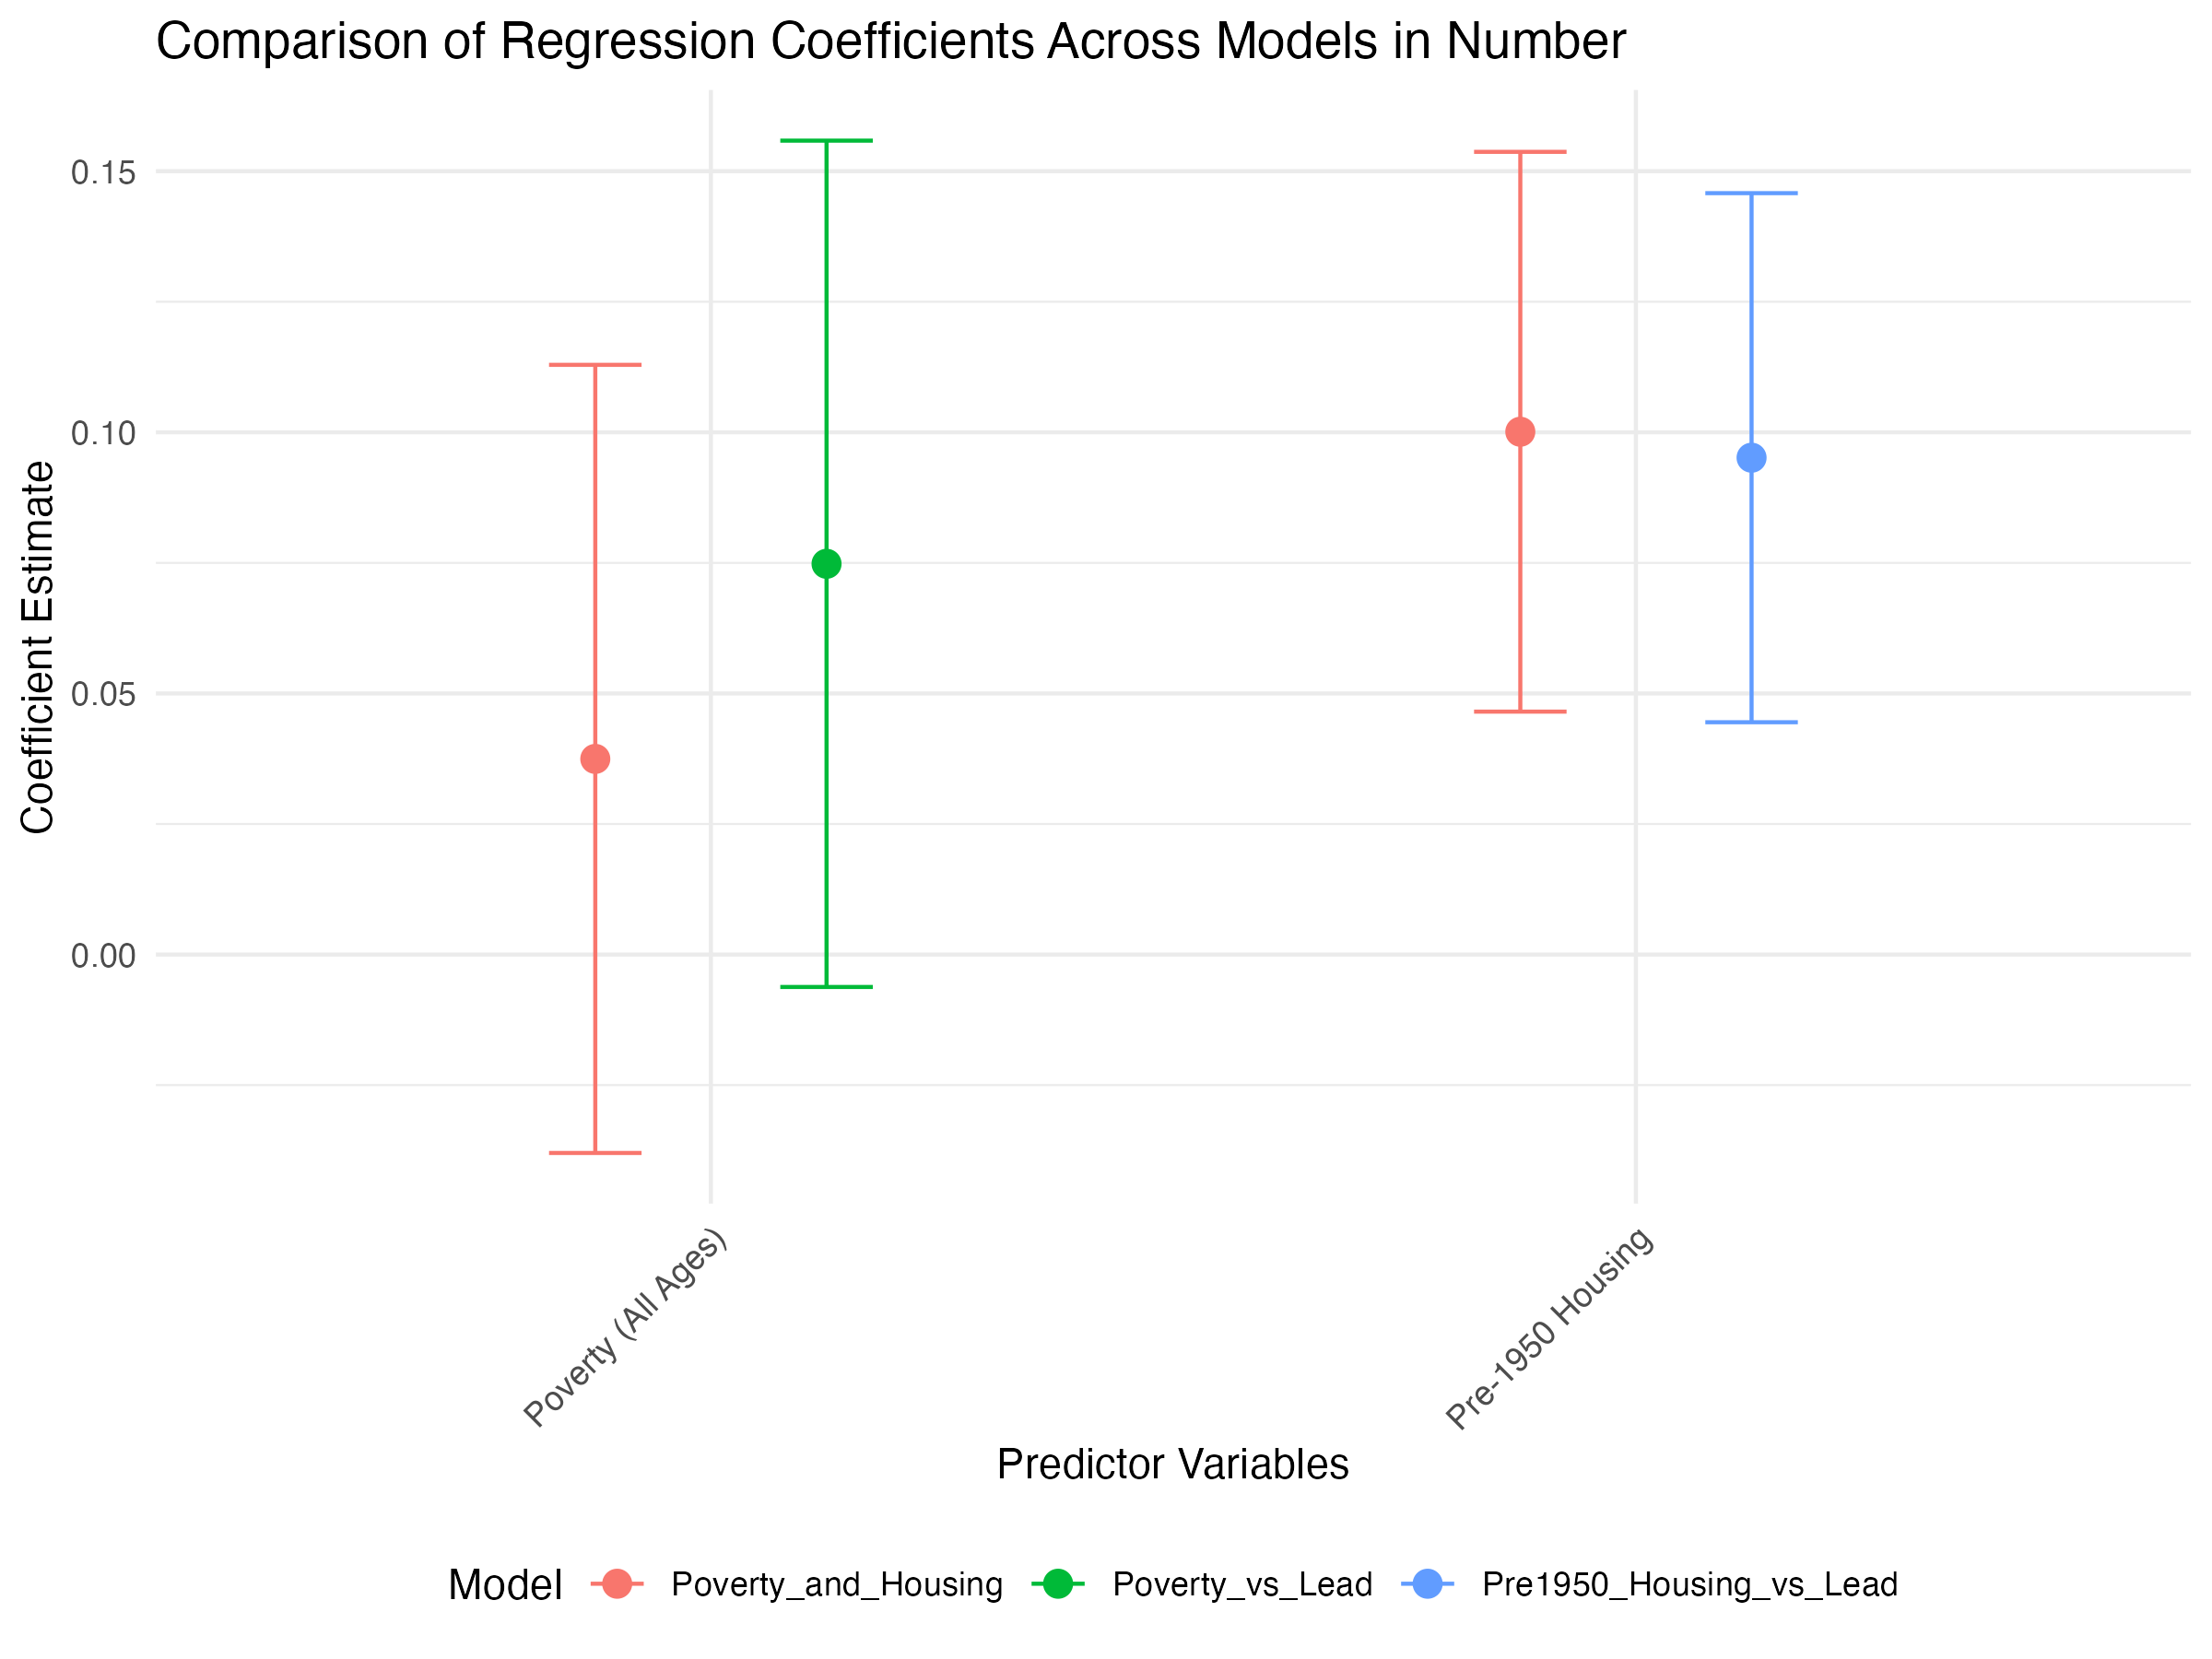 Comparison of Regression Coefficients Across Models in Number
Coefficient Estimate
0.15
0.10
0.05
0.00
Poverty (All Ages)
Pre-1950 Housing
Predictor Variables
Model Poverty_and_Housing Poverty_vs_Lead Pre1950_Housing_vs_Lead